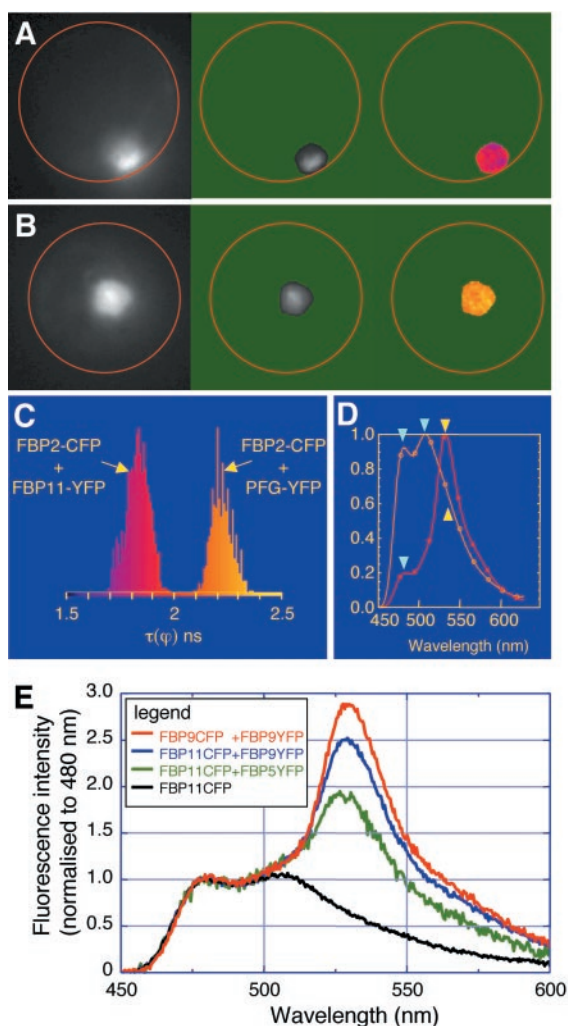 A
B
C
FBP2-CFP
+
FBP11-YFP
FBP2-CFP
+
PFG-YFP
1.5 2 2.5
τ(φ) ns
D
1.0
0.8
0.6
0.4
0.2
0
450 500 550 600
Wavelength (nm)
E
Fluorescence intensity
(normalised to 480 nm)
3.0
2.5
2.0
1.5
1.0
0.5
0
legend
FBP9CFP +FBP9YFP
FBP11CFP+FBP9YFP
FBP11CFP+FBP5YFP
FBP11CFP
450 500 550 600
Wavelength (nm)